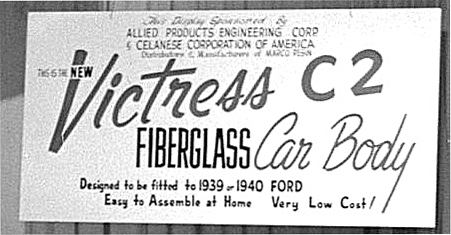 This Display Sponsored By
ALLIED PRODUCTS ENGINEERING CORP.
& CELANESE CORPORATION OF AMERICA
Distributors & Manufacturers of MARCO RESIN
THIS IS THE NEW
Victress C2
FIBERGLASS Car Body
Designed to be fitted to 1939 or 1940 FORD
Easy to Assemble at Home Very Low Cost!